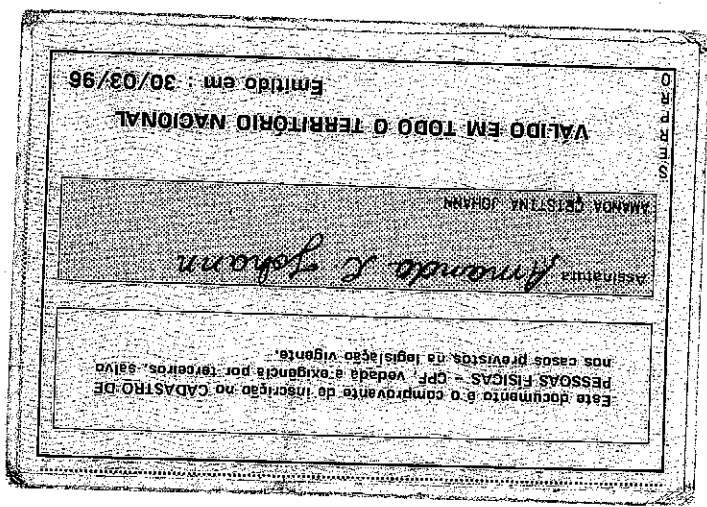 Este documento é o comprovante de inscrição no CADASTRO DE
PESSOAS FÍSICAS - CPF, vedada a exigência por terceiros, salvo
nos casos previstos na legislação vigente.
Assinatura Amanda C Johann
AMANDA CRISTINA JOHANN
VÁLIDO EM TODO O TERRITÓRIO NACIONAL
Emitido em : 30/03/96
SERPRO